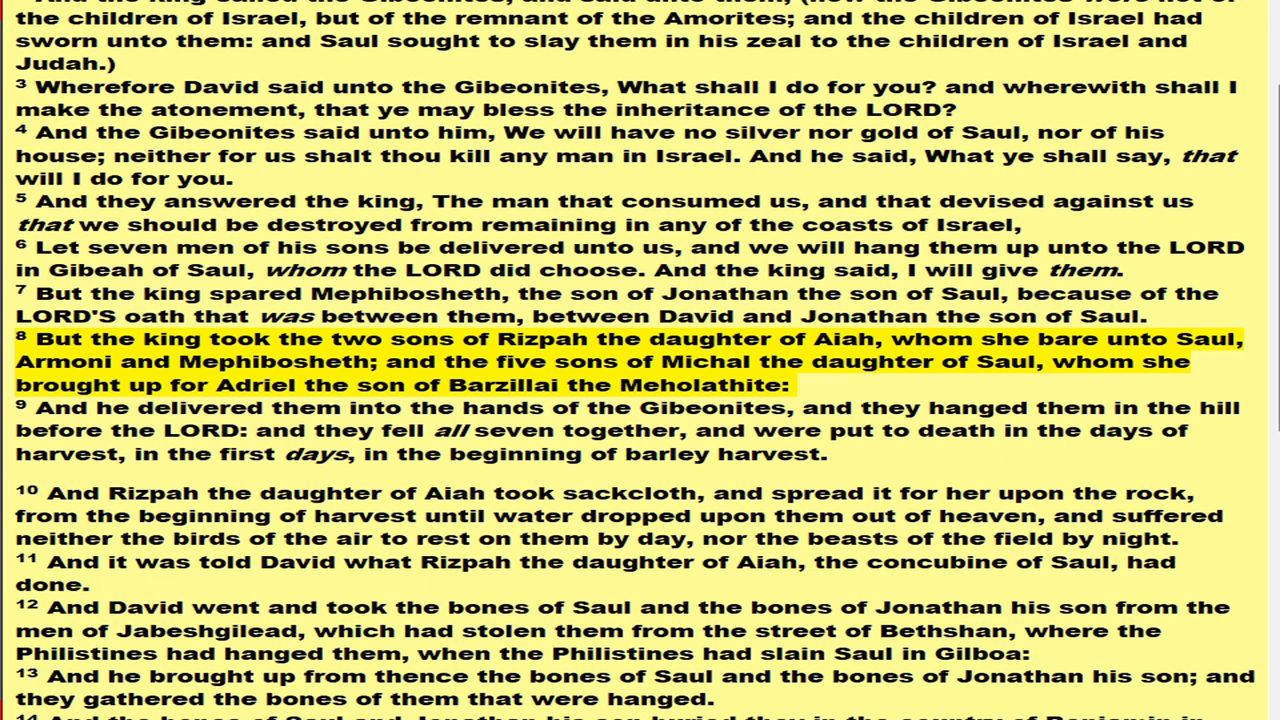 the children of Israel, but of the remnant of the Amorites; and the children of Israel had
sworn unto them: and Saul sought to slay them in his zeal to the children of Israel and
Judah.)
3 Wherefore David said unto the Gibeonites, What shall I do for you? and wherewith shall I
make the atonement, that ye may bless the inheritance of the LORD?
4 And the Gibeonites said unto him, We will have no silver nor gold of Saul, nor of his
house; neither for us shalt thou kill any man in Israel. And he said, What ye shall say, that
will I do for you.
5 And they answered the king, The man that consumed us, and that devised against us
that we should be destroyed from remaining in any of the coasts of Israel,
6 Let seven men of his sons be delivered unto us, and we will hang them up unto the LORD
in Gibeah of Saul, whom the LORD did choose. And the king said, I will give them.
7 But the king spared Mephibosheth, the son of Jonathan the son of Saul, because of the
LORD'S oath that was between them, between David and Jonathan the son of Saul.
8 But the king took the two sons of Rizpah the daughter of Aiah, whom she bare unto Saul,
Armoni and Mephibosheth; and the five sons of Michal the daughter of Saul, whom she
brought up for Adriel the son of Barzillai the Meholathite:
9 And he delivered them into the hands of the Gibeonites, and they hanged them in the hill
before the LORD: and they fell all seven together, and were put to death in the days of
harvest, in the first days, in the beginning of barley harvest.
10 And Rizpah the daughter of Aiah took sackcloth, and spread it for her upon the rock,
from the beginning of harvest until water dropped upon them out of heaven, and suffered
neither the birds of the air to rest on them by day, nor the beasts of the field by night.
11 And it was told David what Rizpah the daughter of Aiah, the concubine of Saul, had
done.
12 And David went and took the bones of Saul and the bones of Jonathan his son from the
men of Jabeshgilead, which had stolen them from the street of Bethshan, where the
Philistines had hanged them, when the Philistines had slain Saul in Gilboa:
13 And he brought up from thence the bones of Saul and the bones of Jonathan his son; and
they gathered the bones of them that were hanged.